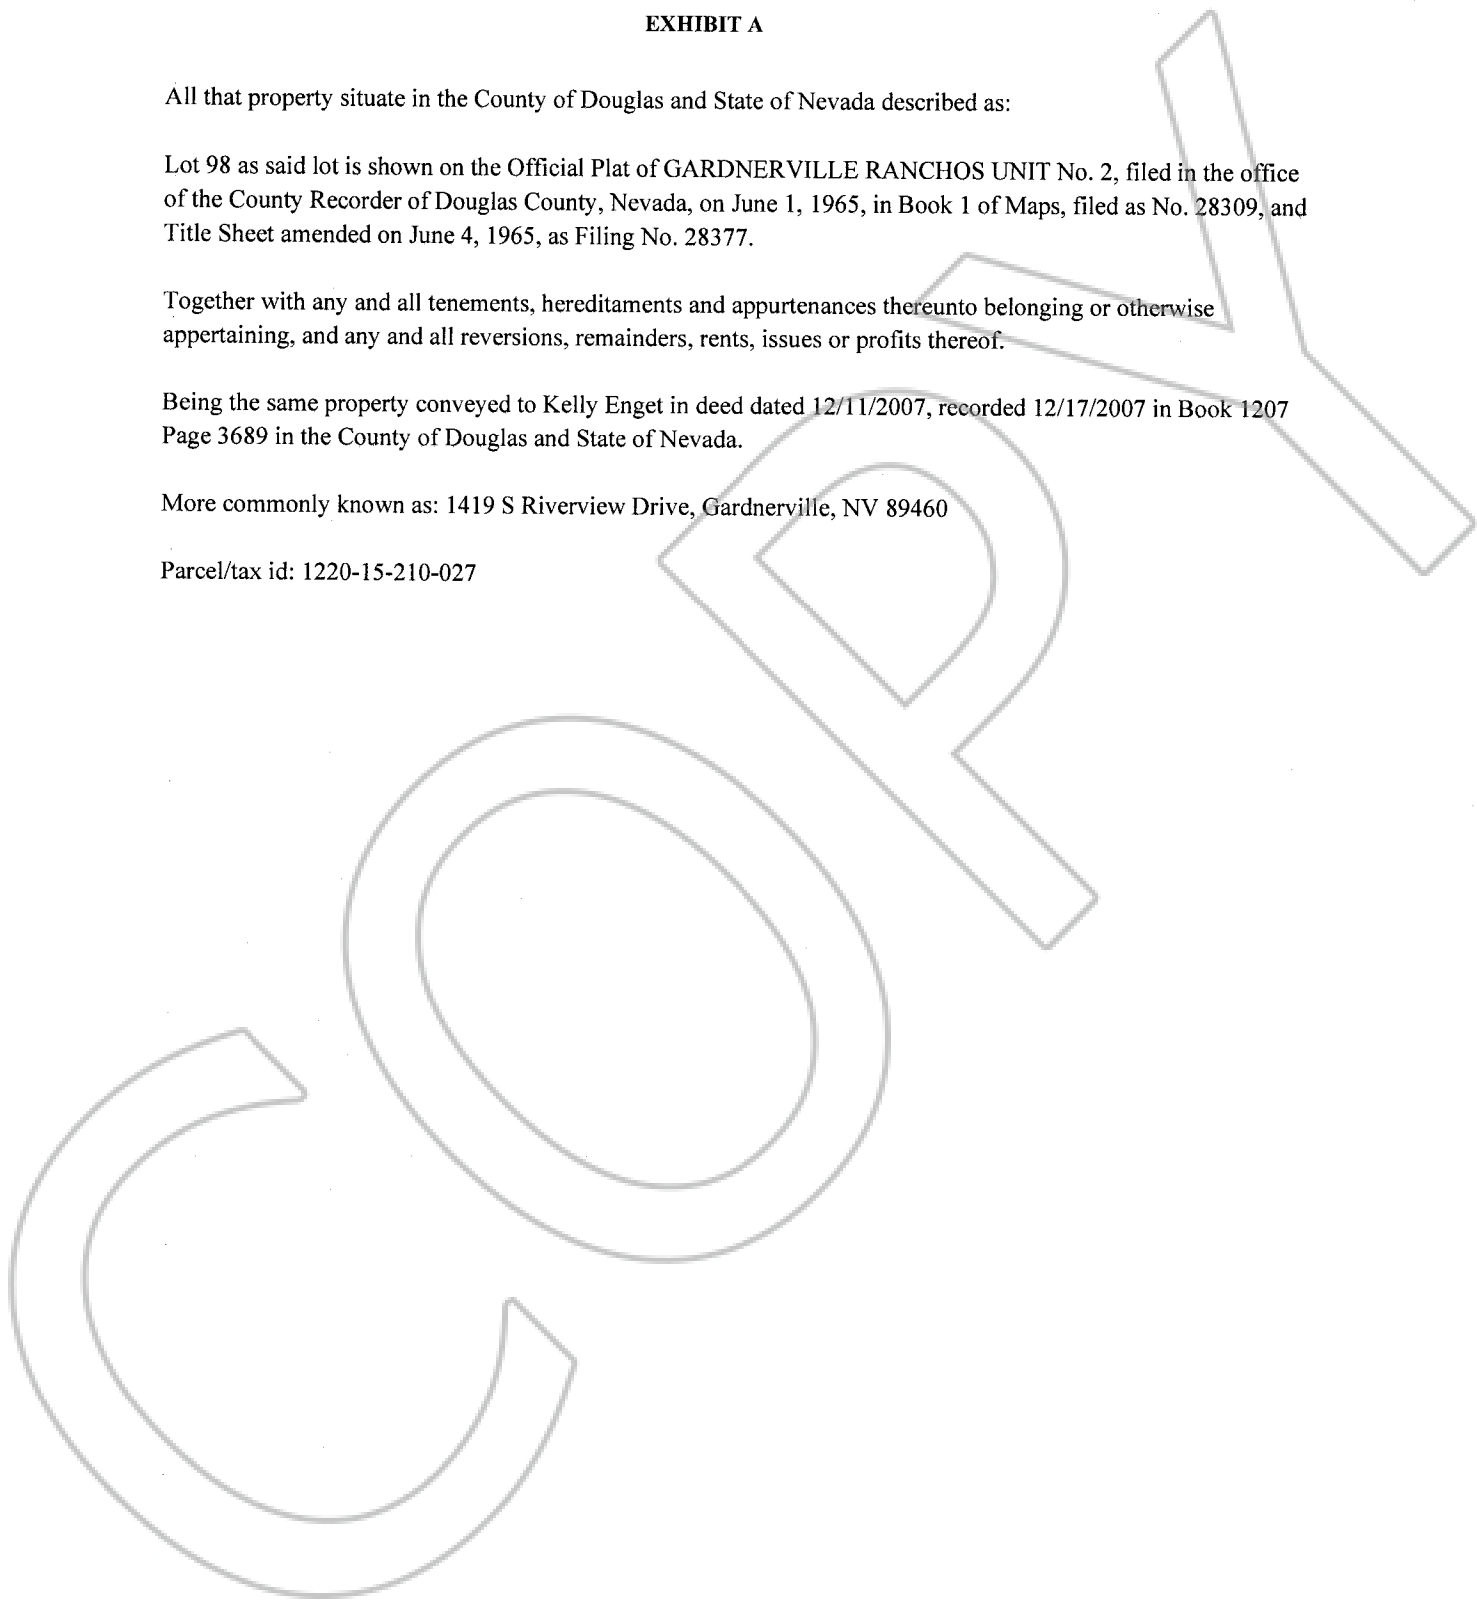 EXHIBIT A
All that property situate in the County of Douglas and State of Nevada described as:
Lot 98 as said lot is shown on the Official Plat of GARDNERVILLE RANCHOS UNIT No. 2, filed in the office
of the County Recorder of Douglas County, Nevada, on June 1, 1965, in Book 1 of Maps, filed as No. 28309, and
Title Sheet amended on June 4, 1965, as Filing No. 28377.
Together with any and all tenements, hereditaments and appurtenances thereunto belonging or otherwise
appertaining, and any and all reversions, remainders, rents, issues or profits thereof.
Being the same property conveyed to Kelly Enget in deed dated 12/11/2007, recorded 12/17/2007 in Book 1207
Page 3689 in the County of Douglas and State of Nevada.
More commonly known as: 1419 S Riverview Drive, Gardnerville, NV 89460
Parcel/tax id: 1220-15-210-027
COPY